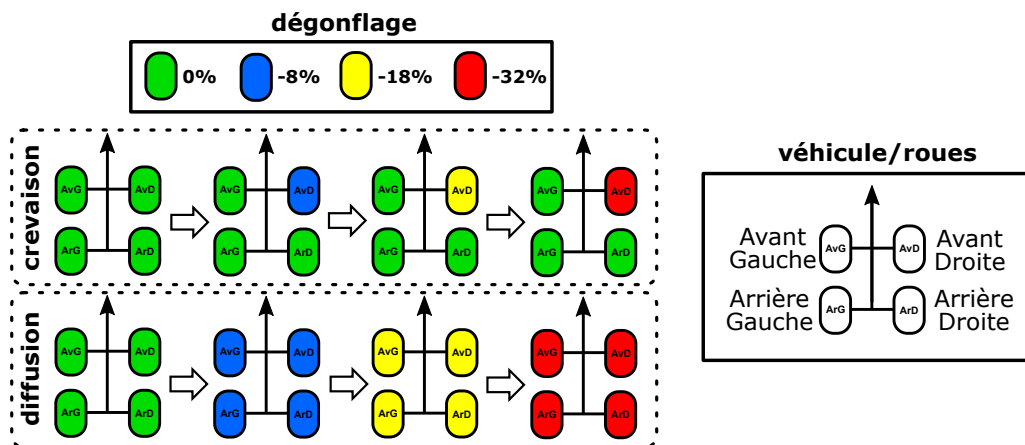 dégonflage
0% -8% -18% -32%
crevaison
AvG AvD AvG AvD AvG AvD AvG AvD
ArG ArD ArG ArD ArG ArD ArG ArD
diffusion
AvG AvD AvG AvD AvG AvD AvG AvD
ArG ArD ArG ArD ArG ArD ArG ArD
véhicule/roues
Avant AvG AvD Avant
Gauche Droite
Arrière ArG ArD Arrière
Gauche Droite